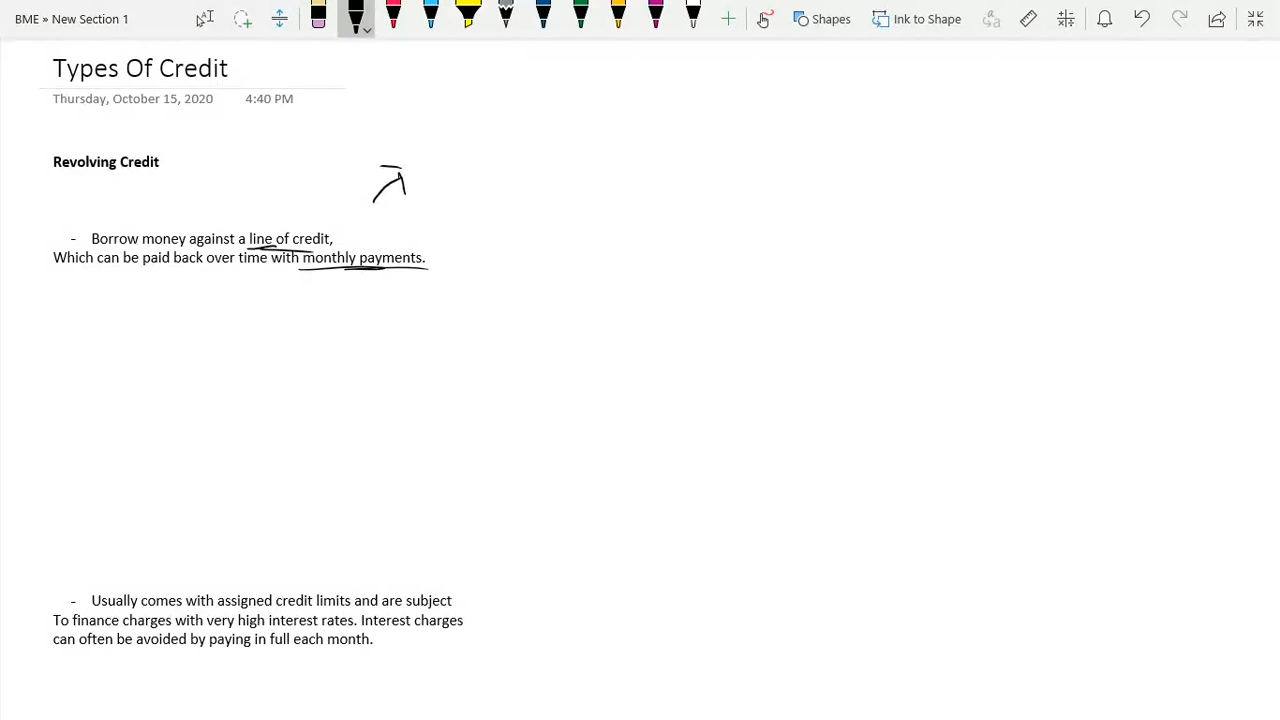 BME » New Section 1
Shapes
Ink to Shape
Types Of Credit
Thursday, October 15, 2020 4:40 PM
Revolving Credit
- Borrow money against a line of credit,
Which can be paid back over time with monthly payments.
- Usually comes with assigned credit limits and are subject
To finance charges with very high interest rates. Interest charges
can often be avoided by paying in full each month.